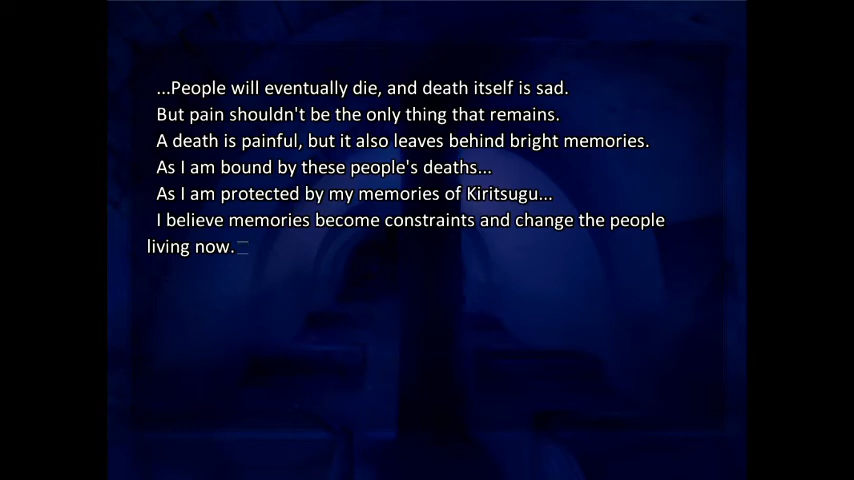 ...People will eventually die, and death itself is sad.
But pain shouldn't be the only thing that remains.
A death is painful, but it also leaves behind bright memories.
As I am bound by these people's deaths...
As I am protected by my memories of Kiritsugu...
I believe memories become constraints and change the people
living now.